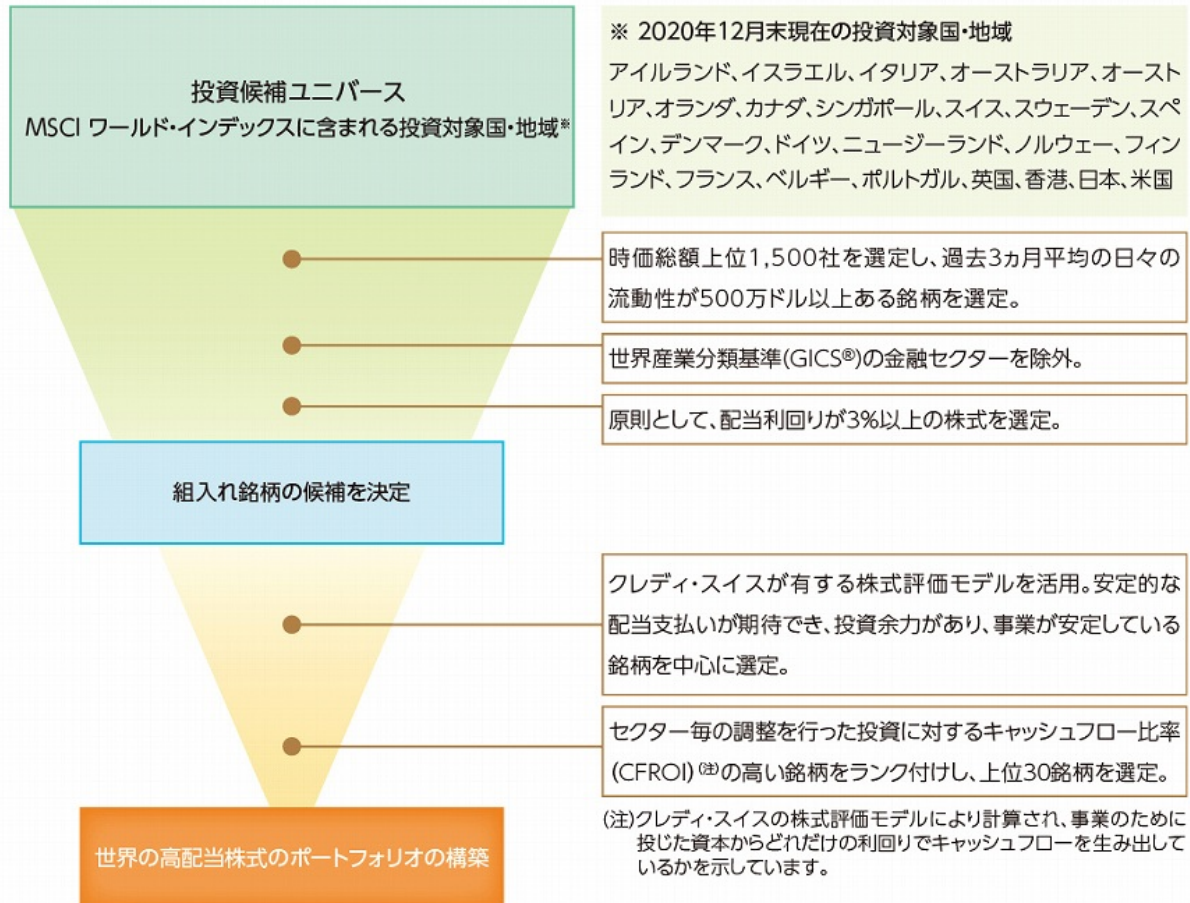 投資候補ユニバース
MSCI ワールド・インデックスに含まれる投資対象国・地域※
※ 2020年12月末現在の投資対象国・地域
アイルランド、イスラエル、イタリア、オーストラリア、オースト
リア、オランダ、カナダ、シンガポール、スイス、スウェーデン、スペ
イン、デンマーク、ドイツ、ニュージーランド、ノルウェー、フィン
ランド、フランス、ベルギー、ポルトガル、英国、香港、日本、米国
時価総額上位1,500社を選定し、過去3ヵ月平均の日々の
流動性が500万ドル以上ある銘柄を選定。
世界産業分類基準(GICS®)の金融セクターを除外。
原則として、配当利回りが3%以上の株式を選定。
組入れ銘柄の候補を決定
クレディ・スイスが有する株式評価モデルを活用。安定的な
配当支払いが期待でき、投資余力があり、事業が安定している
銘柄を中心に選定。
セクター毎の調整を行った投資に対するキャッシュフロー比率
(CFROI)(注)の高い銘柄をランク付けし、上位30銘柄を選定。
(注)クレディ・スイスの株式評価モデルにより計算され、事業のために
投じた資本からどれだけの利回りでキャッシュフローを生み出して
いるかを示しています。
世界の高配当株式のポートフォリオの構築